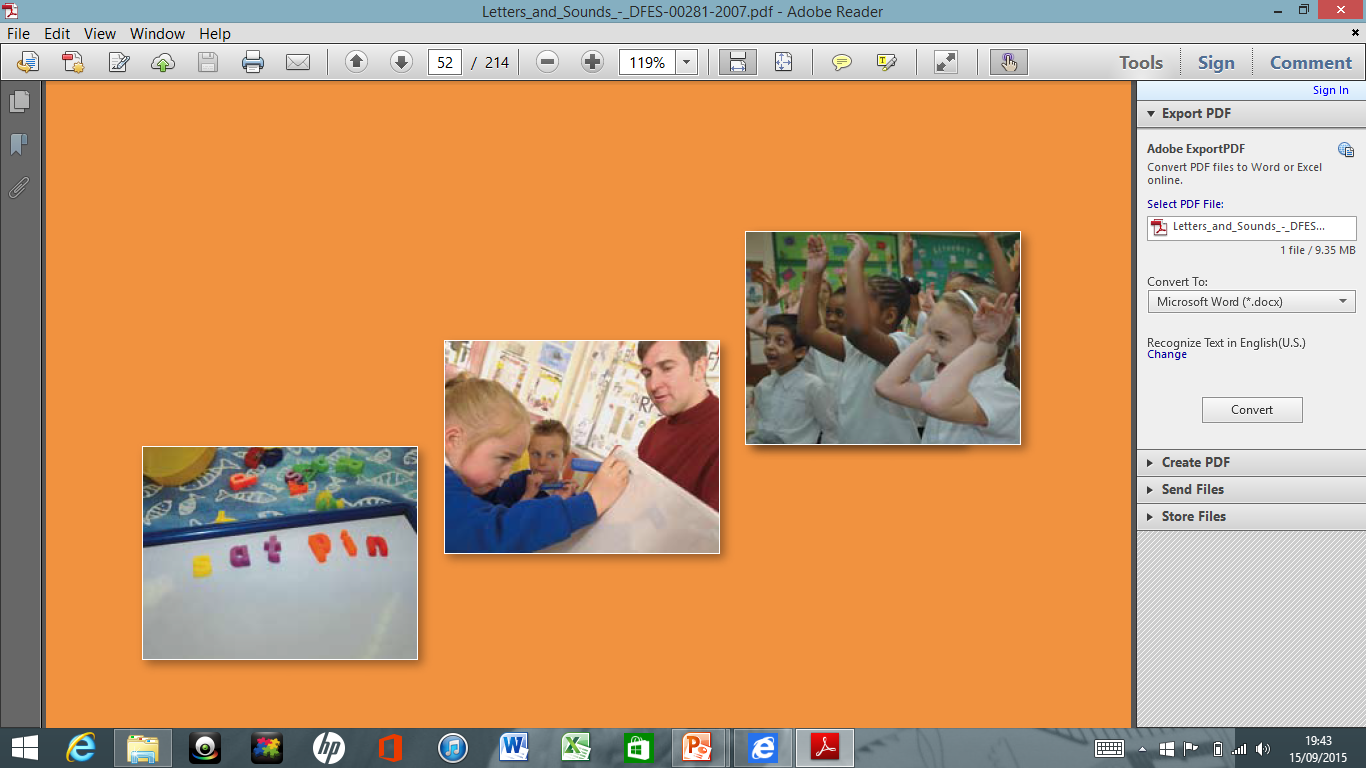 Letters_and_Sounds_-_DFES-00281-2007.pdf - Adobe Reader
File Edit View Window Help
52 / 214 119% Tools Sign Comment
Sign In
Export PDF
Adobe ExportPDF
Convert PDF files to Word or Excel
online.
Select PDF File:
Letters_and_Sounds_-_DFES...
1 file / 9.35 MB
Convert To:
Microsoft Word (*.docx)
Recognize Text in English(U.S.)
Change
Convert
Create PDF
Send Files
Store Files
sat pin
hp
19:43
15/09/2015